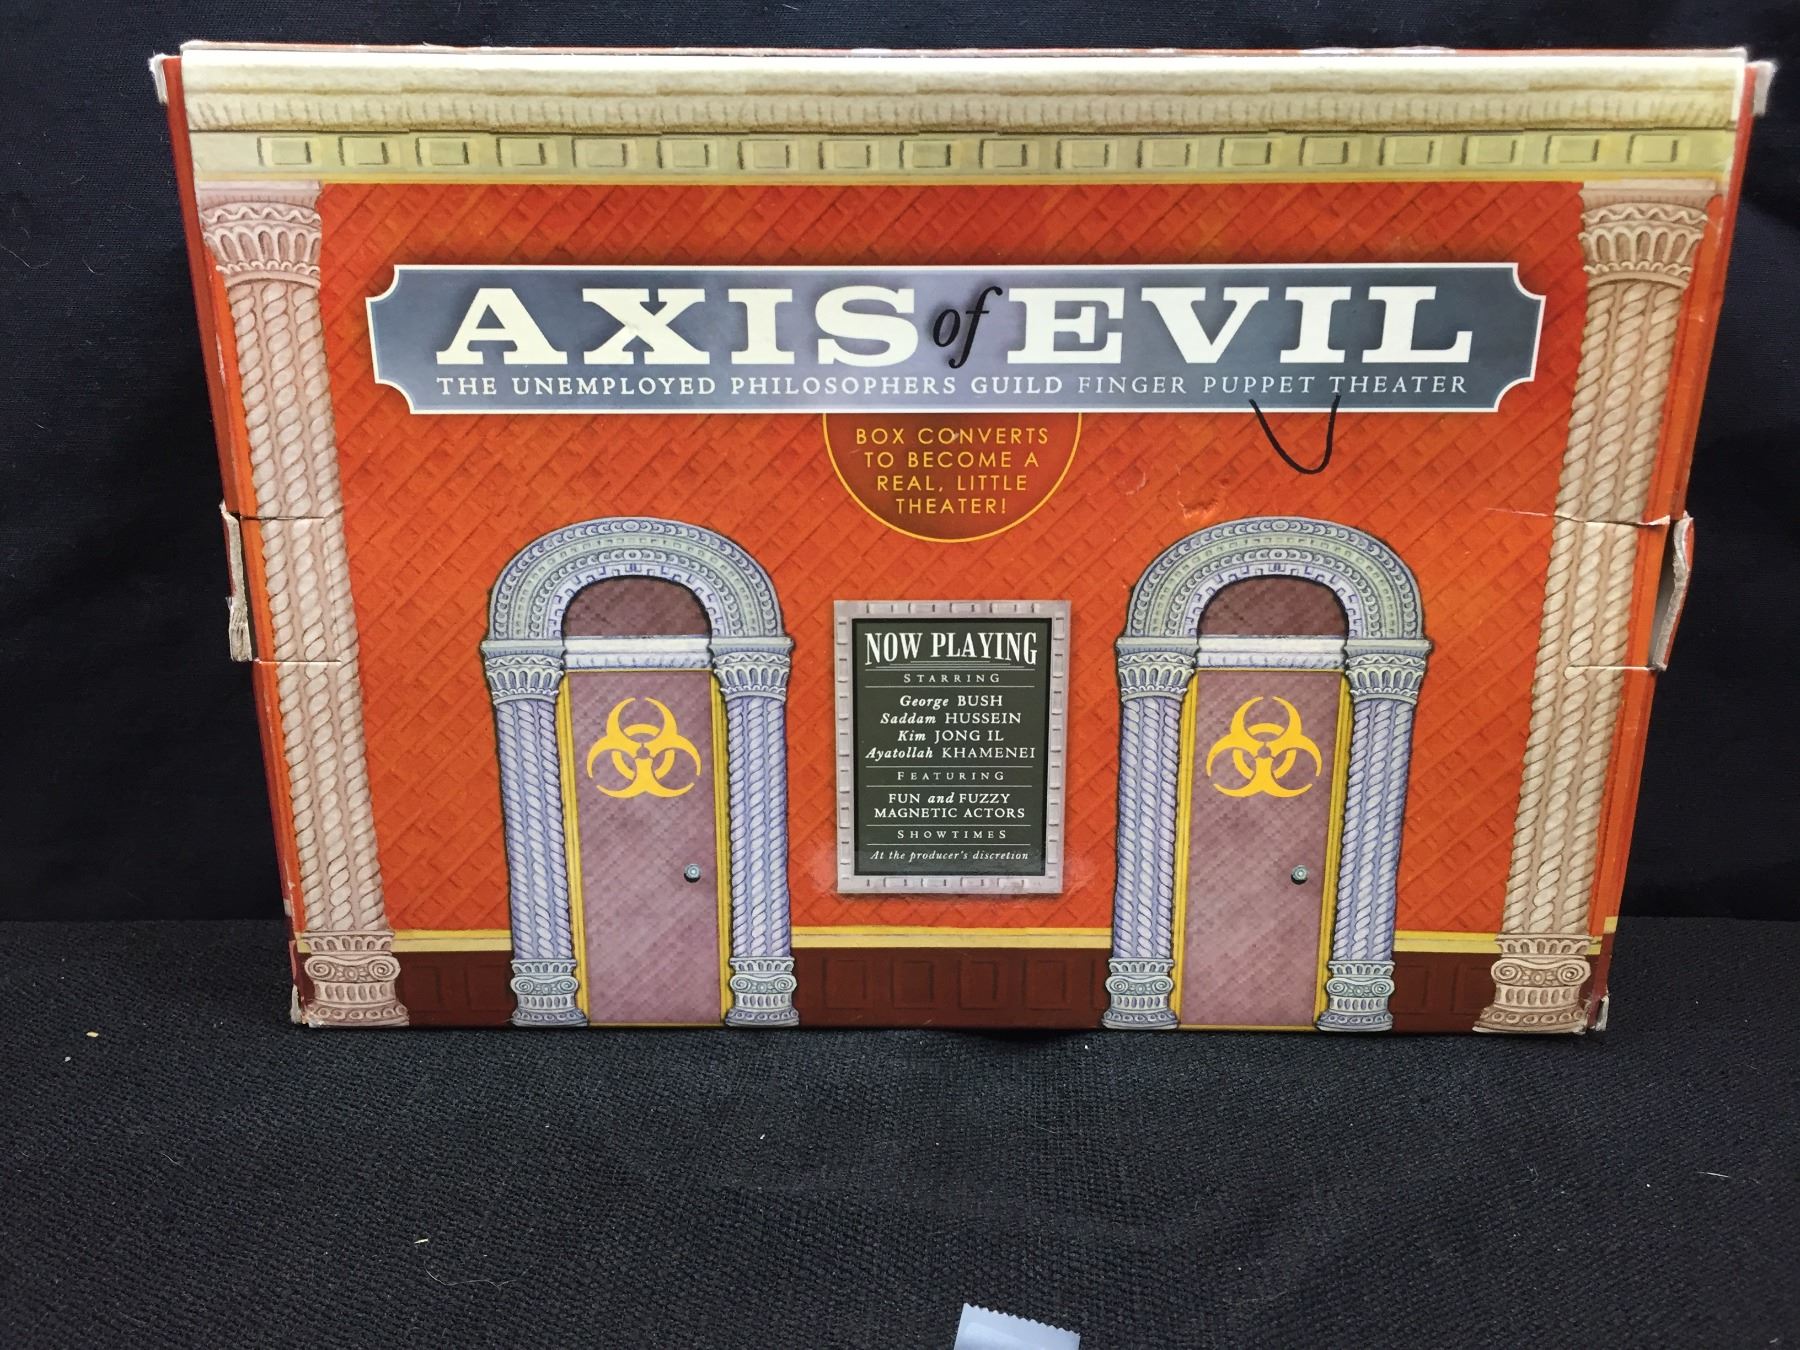 AXIS of EVIL
THE UNEMPLOYED PHILOSOPHERS GUILD FINGER PUPPET THEATER
BOX CONVERTS
TO BECOME A
REAL, LITTLE
THEATER!
NOW PLAYING
STARRING
George BUSH
Saddam HUSSEIN
Kim JONG IL
Ayatollah KHAMENEI
FEATURING
FUN and FUZZY
MAGNETIC ACTORS
SHOWTIMES
At the producer's discretion